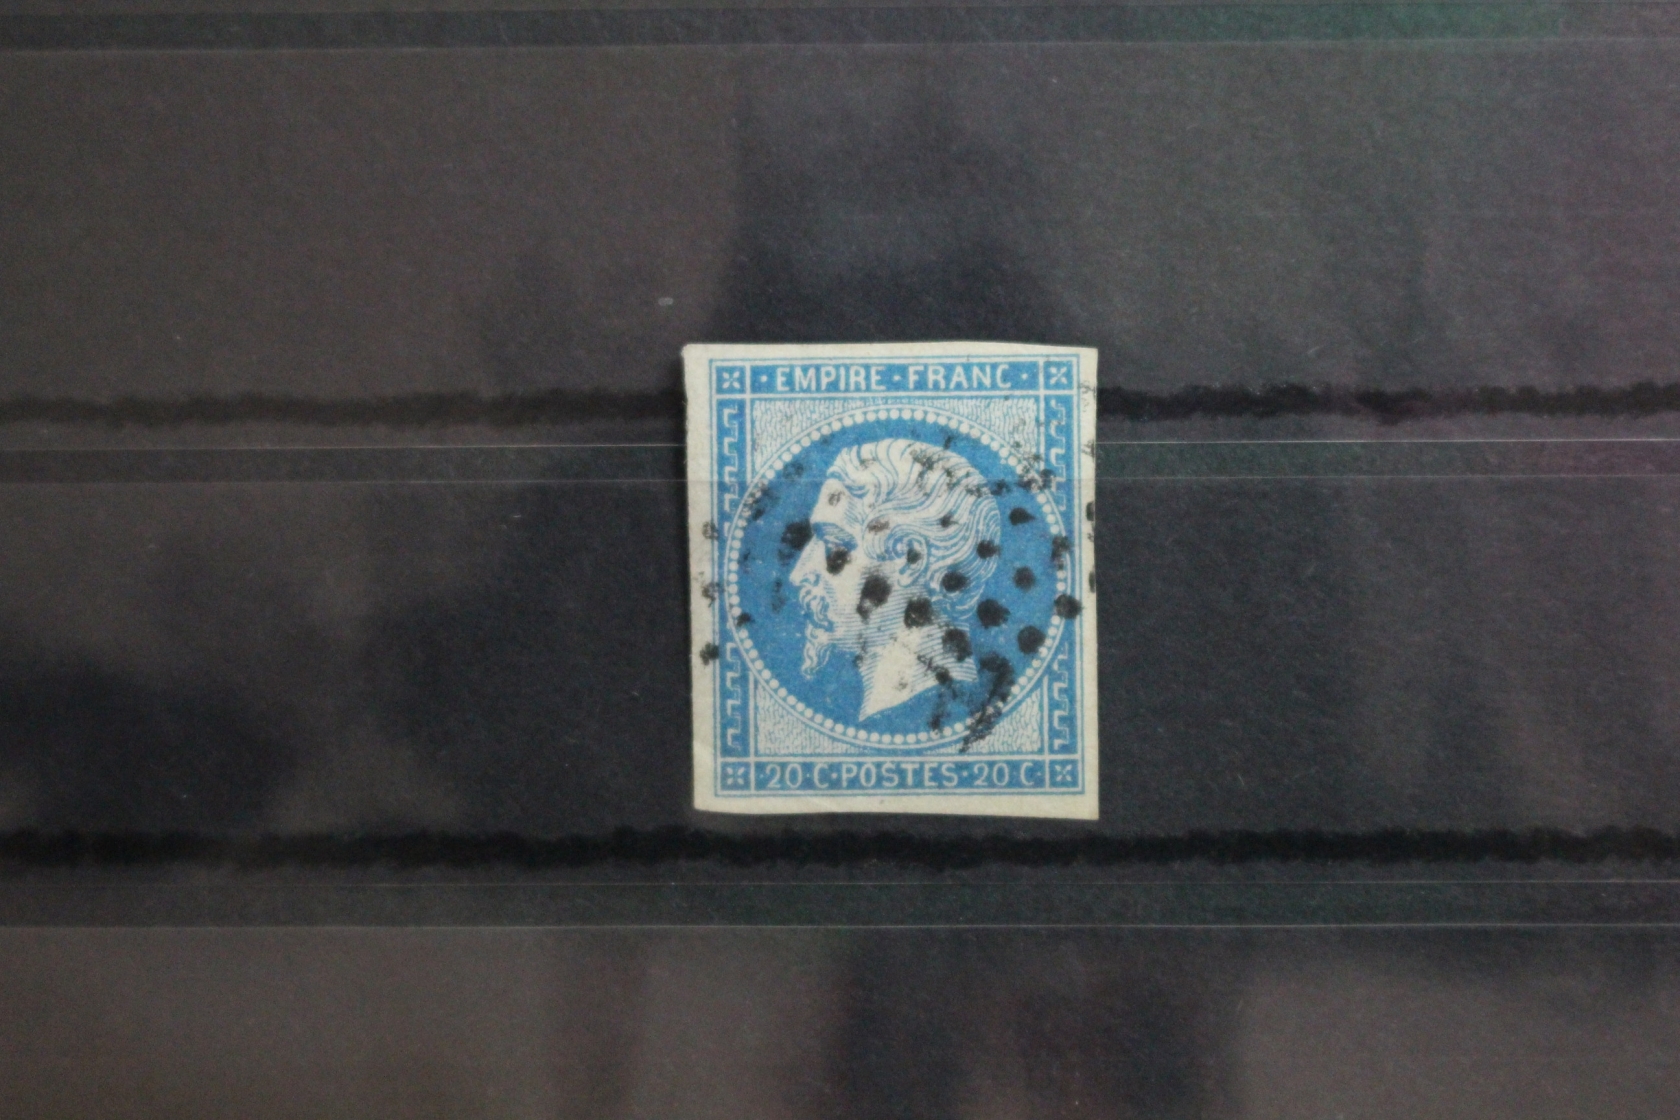 · EMPIRE · FRANC ·
· 20 · C · POSTES · 20 C ·